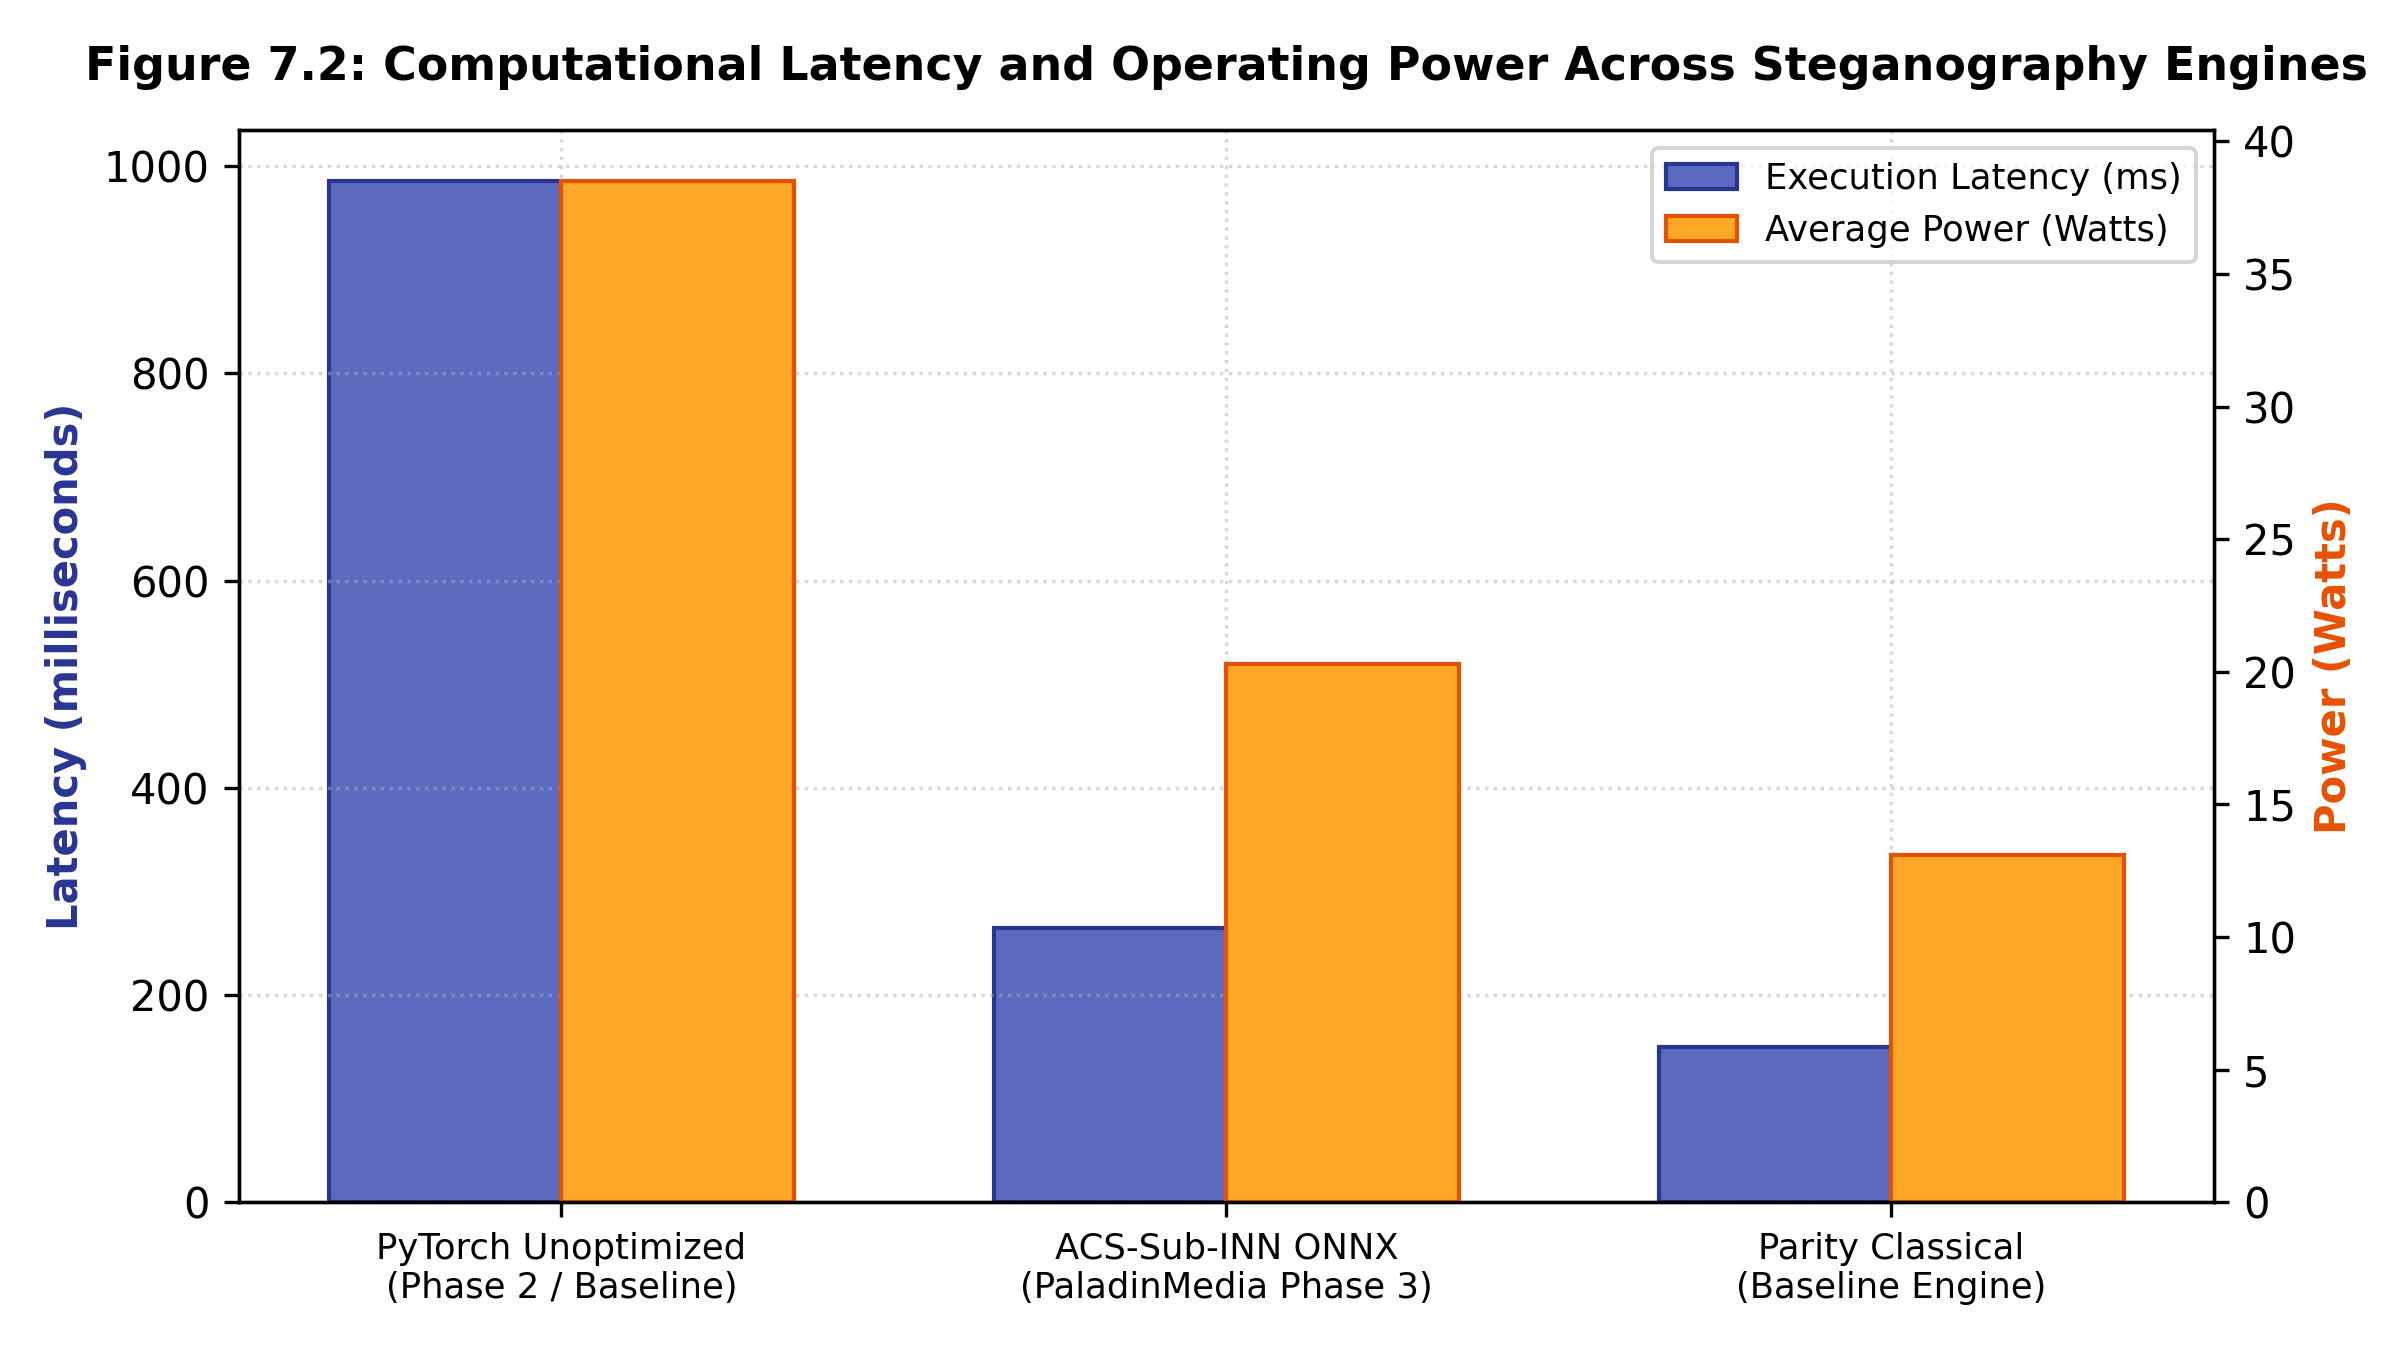 Figure 7.2: Computational Latency and Operating Power Across Steganography Engines
Execution Latency (ms)
Average Power (Watts)
Latency (milliseconds)
1000
800
600
400
200
0
40
35
30
25
20
15
10
5
0
Power (Watts)
PyTorch Unoptimized
(Phase 2 / Baseline)
ACS-Sub-INN ONNX
(PaladinMedia Phase 3)
Parity Classical
(Baseline Engine)